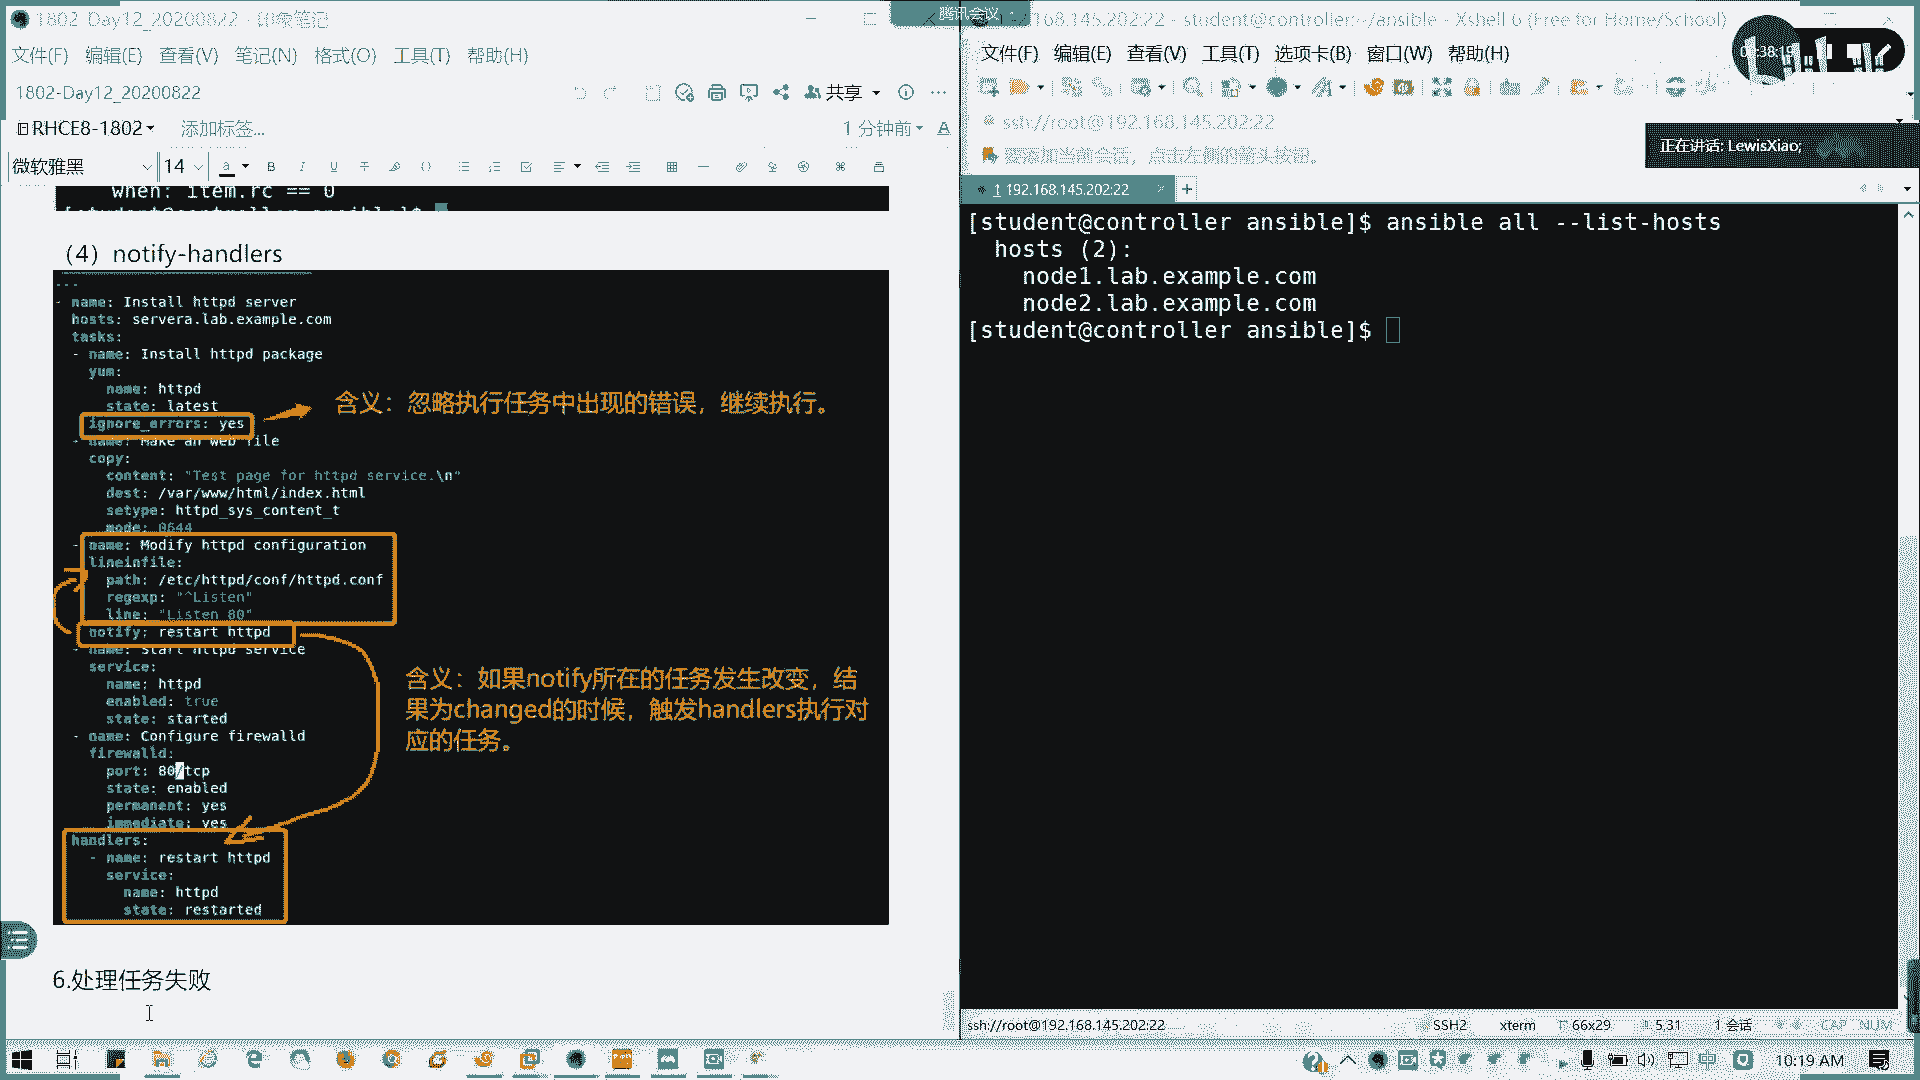 1802-Day12_20200822 - 印象笔记
文件(F) 编辑(E) 查看(V) 笔记(N) 格式(O) 工具(T) 帮助(H)
1802-Day12_20200822
共享
RHCE8-1802
添加标签...
1 分钟前
微软雅黑
14
when: item.rc == 0
（4）notify-handlers
---
- name: Install httpd server
hosts: servera.lab.example.com
tasks:
- name: Install httpd package
yum:
name: httpd
state: latest
ignore_errors: yes
含义：忽略执行任务中出现的错误，继续执行。
- name: Make an web file
copy:
content: "Test page for httpd service.\n"
dest: /var/www/html/index.html
setype: httpd_sys_content_t
mode: 0644
- name: Modify httpd configuration
lineinfile:
path: /etc/httpd/conf/httpd.conf
regexp: "^Listen"
line: "Listen 80"
notify: restart httpd
- name: Start httpd service
service:
name: httpd
enabled: true
state: started
含义：如果notify所在的任务发生改变，结
果为changed的时候，触发handlers执行对
应的任务。
- name: Configure firewalld
firewalld:
port: 80/tcp
state: enabled
permanent: yes
immediate: yes
handlers:
- name: restart httpd
service:
name: httpd
state: restarted
6.处理任务失败
腾讯会议
168.145.202:22 - student@controller:~/ansible - Xshell 6 (Free for Home/School)
文件(F) 编辑(E) 查看(V) 工具(T) 选项卡(B) 窗口(W) 帮助(H)
ssh://root@192.168.145.202:22
要添加当前会话，点击左侧的箭头按钮。
正在讲话: LewisXiao;
1 192.168.145.202:22
[student@controller ansible]$ ansible all --list-hosts
hosts (2):
node1.lab.example.com
node2.lab.example.com
[student@controller ansible]$
ssh://root@192.168.145.202:22
SSH2
xterm
66x29
5,31
1 会话
CAP NUM
中
10:19 AM